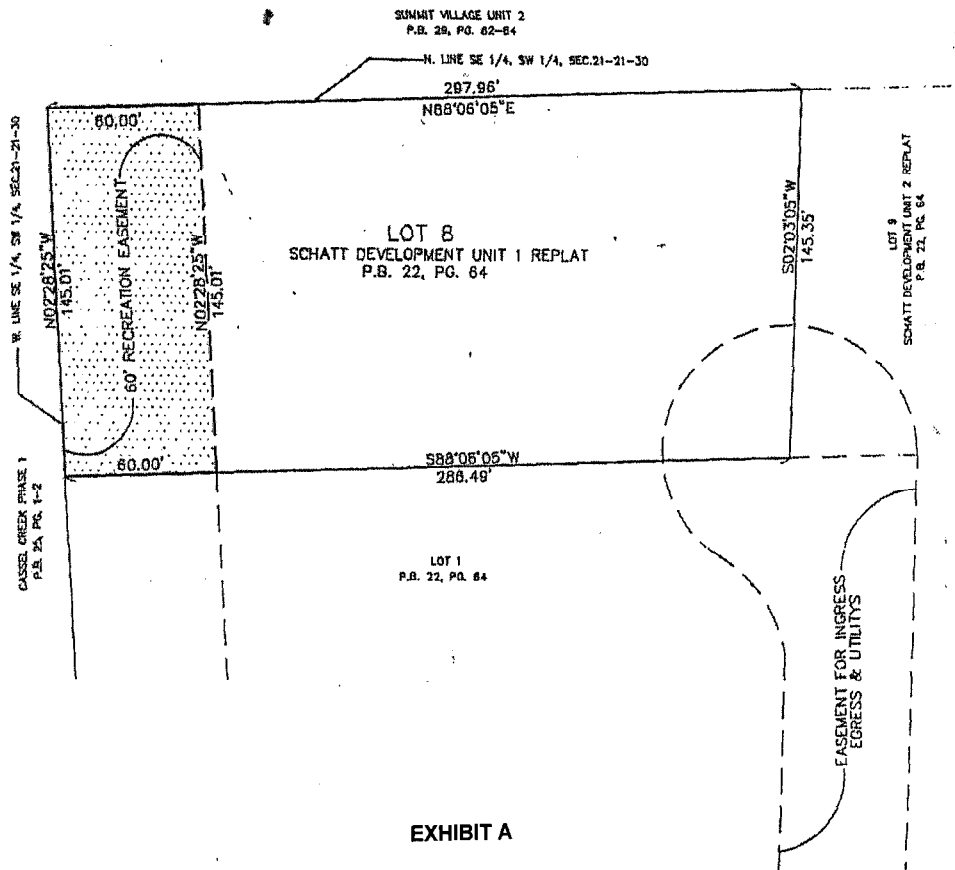 SUMMIT VILLAGE UNIT 2
P.B. 29, PG. 62-64
N. LINE SE 1/4, SW 1/4, SEC.21-21-30
297.96'
N88°06'05"E
60.00'
W. LINE SE 1/4, SW 1/4, SEC.21-21-30
N02°28'25"W
145.01'
60' RECREATION EASEMENT
N02°28'25"W
145.01'
LOT 8
SCHATT DEVELOPMENT UNIT 1 REPLAT
P.B. 22, PG. 64
S02°03'05"W
145.35'
LOT 9
SCHATT DEVELOPMENT UNIT 2 REPLAT
P.B. 22, PG. 64
60.00'
S88°05'05"W
286.49'
CASSEL CREEK PHASE 1
P.B. 25, PG. 1-2
LOT 1
P.B. 22, PG. 64
EASEMENT FOR INGRESS
EGRESS & UTILITYS
EXHIBIT A